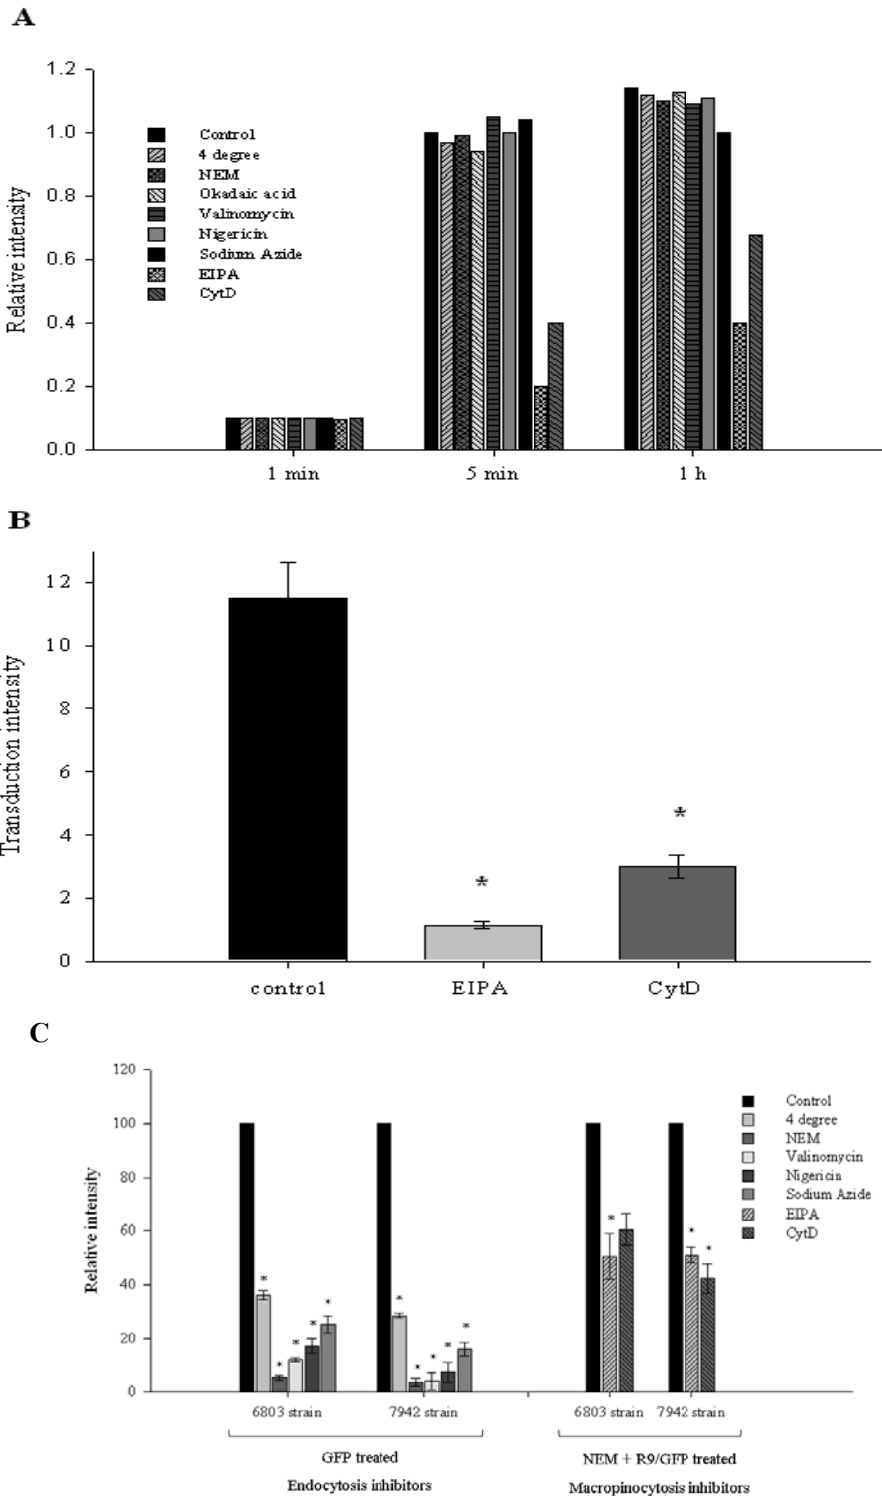 A
1.2
1.0
0.8
0.6
0.4
0.2
0.0
Relative intensity
Control
4 degree
NEM
Okadaic acid
Valinomycin
Nigericin
Sodium Azide
EIPA
CytD
1 min
5 min
1 h
B
12
10
8
6
4
2
0
Transduction intensity
*
*
control
EIPA
CytD
C
120
100
80
60
40
20
0
Relative intensity
Control
4 degree
NEM
Valinomycin
Nigericin
Sodium Azide
EIPA
CytD
* * * * *
* * * * *
*
* *
6803 strain
7942 strain
6803 strain
7942 strain
GFP treated
NEM + R9/GFP treated
Endocytosis inhibitors
Macropinocytosis inhibitors